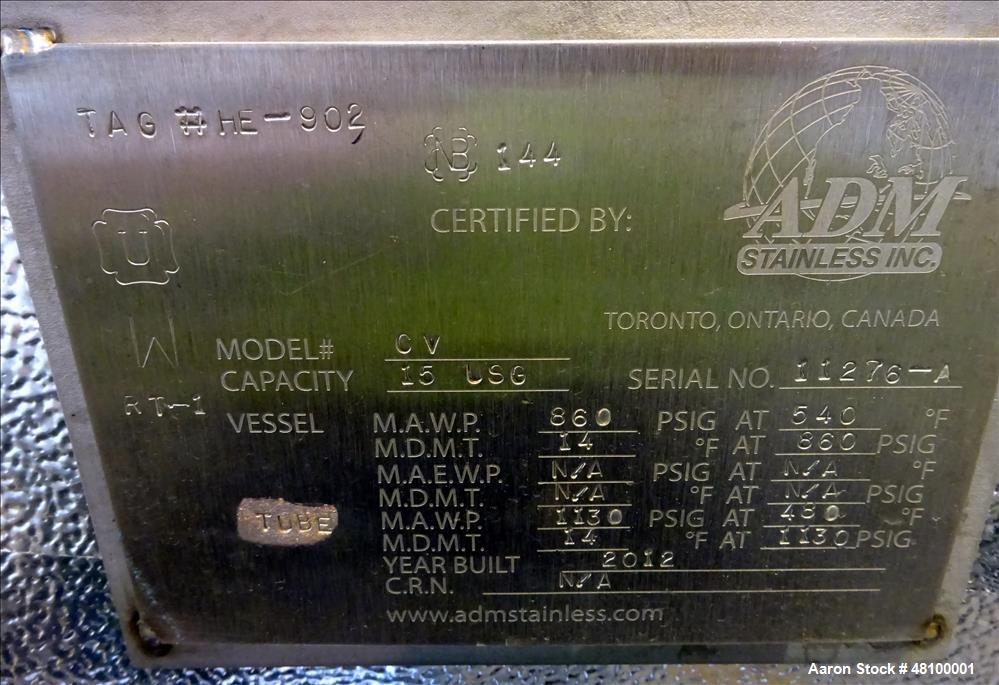 TAG # HE-902
NB 144
CERTIFIED BY:
ADM
STAINLESS INC.
TORONTO, ONTARIO, CANADA
U
W
RT-1
MODEL# CV
CAPACITY 15 USG
SERIAL NO. 11276-A
VESSEL M.A.W.P. 860 PSIG AT 540 °F
M.D.M.T. 14 °F AT 860 PSIG
M.A.E.W.P. N/A PSIG AT N/A °F
M.D.M.T. N/A °F AT N/A PSIG
TUBE M.A.W.P. 1130 PSIG AT 480 °F
M.D.M.T. 14 °F AT 1130 PSIG
YEAR BUILT 2012
C.R.N. N/A
www.admstainless.com
Aaron Stock # 48100001